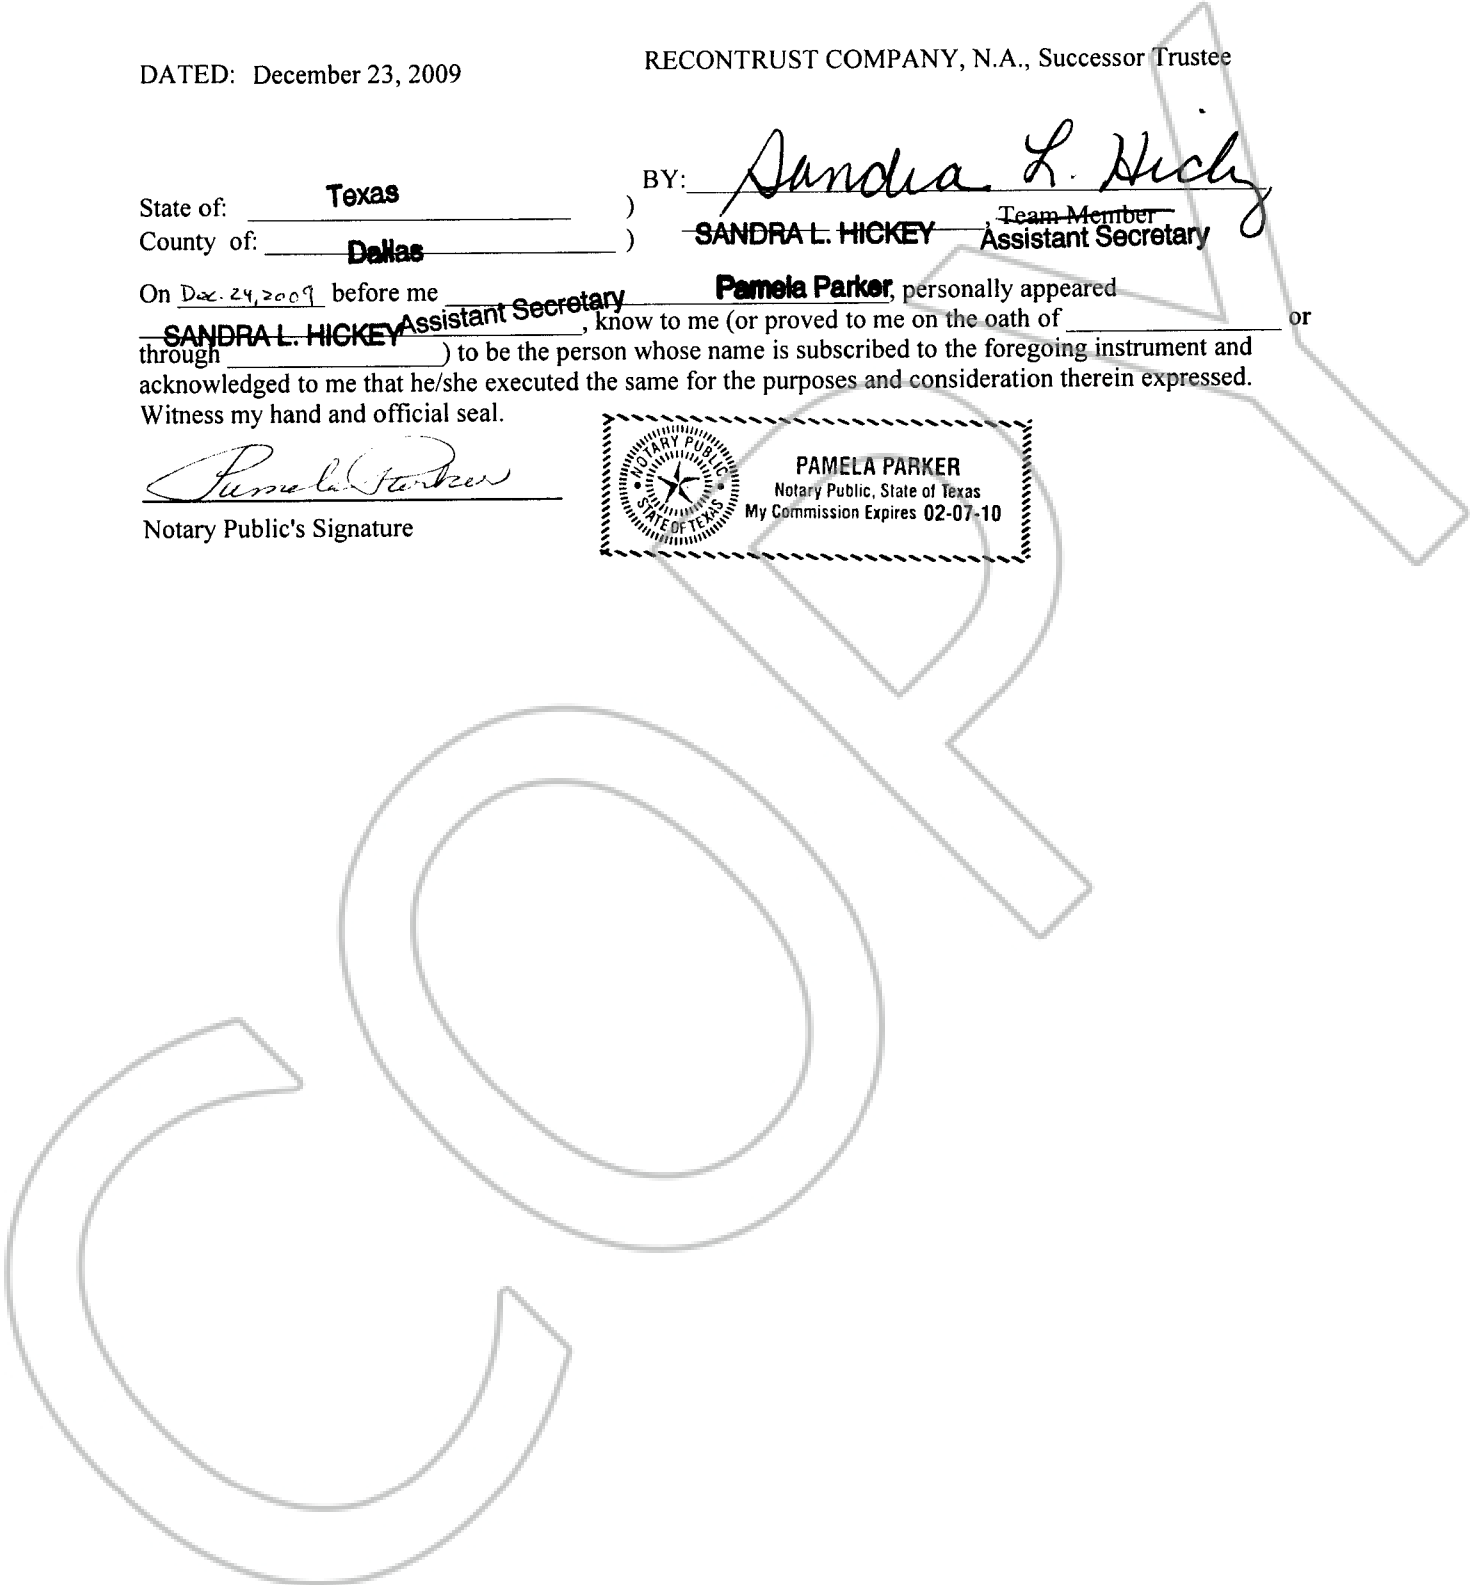 DATED: December 23, 2009
RECONTRUST COMPANY, N.A., Successor Trustee
BY: Sandra L. Hickey
State of: Texas )
County of: Dallas )
SANDRA L. HICKEY , Team Member
Assistant Secretary
On Dec. 24, 2009 before me Pamela Parker, personally appeared
SANDRA L. HICKEY Assistant Secretary, know to me (or proved to me on the oath of or
through ) to be the person whose name is subscribed to the foregoing instrument and
acknowledged to me that he/she executed the same for the purposes and consideration therein expressed.
Witness my hand and official seal.
Pamela Parker
Notary Public's Signature
NOTARY PUBLIC
STATE OF TEXAS
PAMELA PARKER
Notary Public, State of Texas
My Commission Expires 02-07-10
COPY